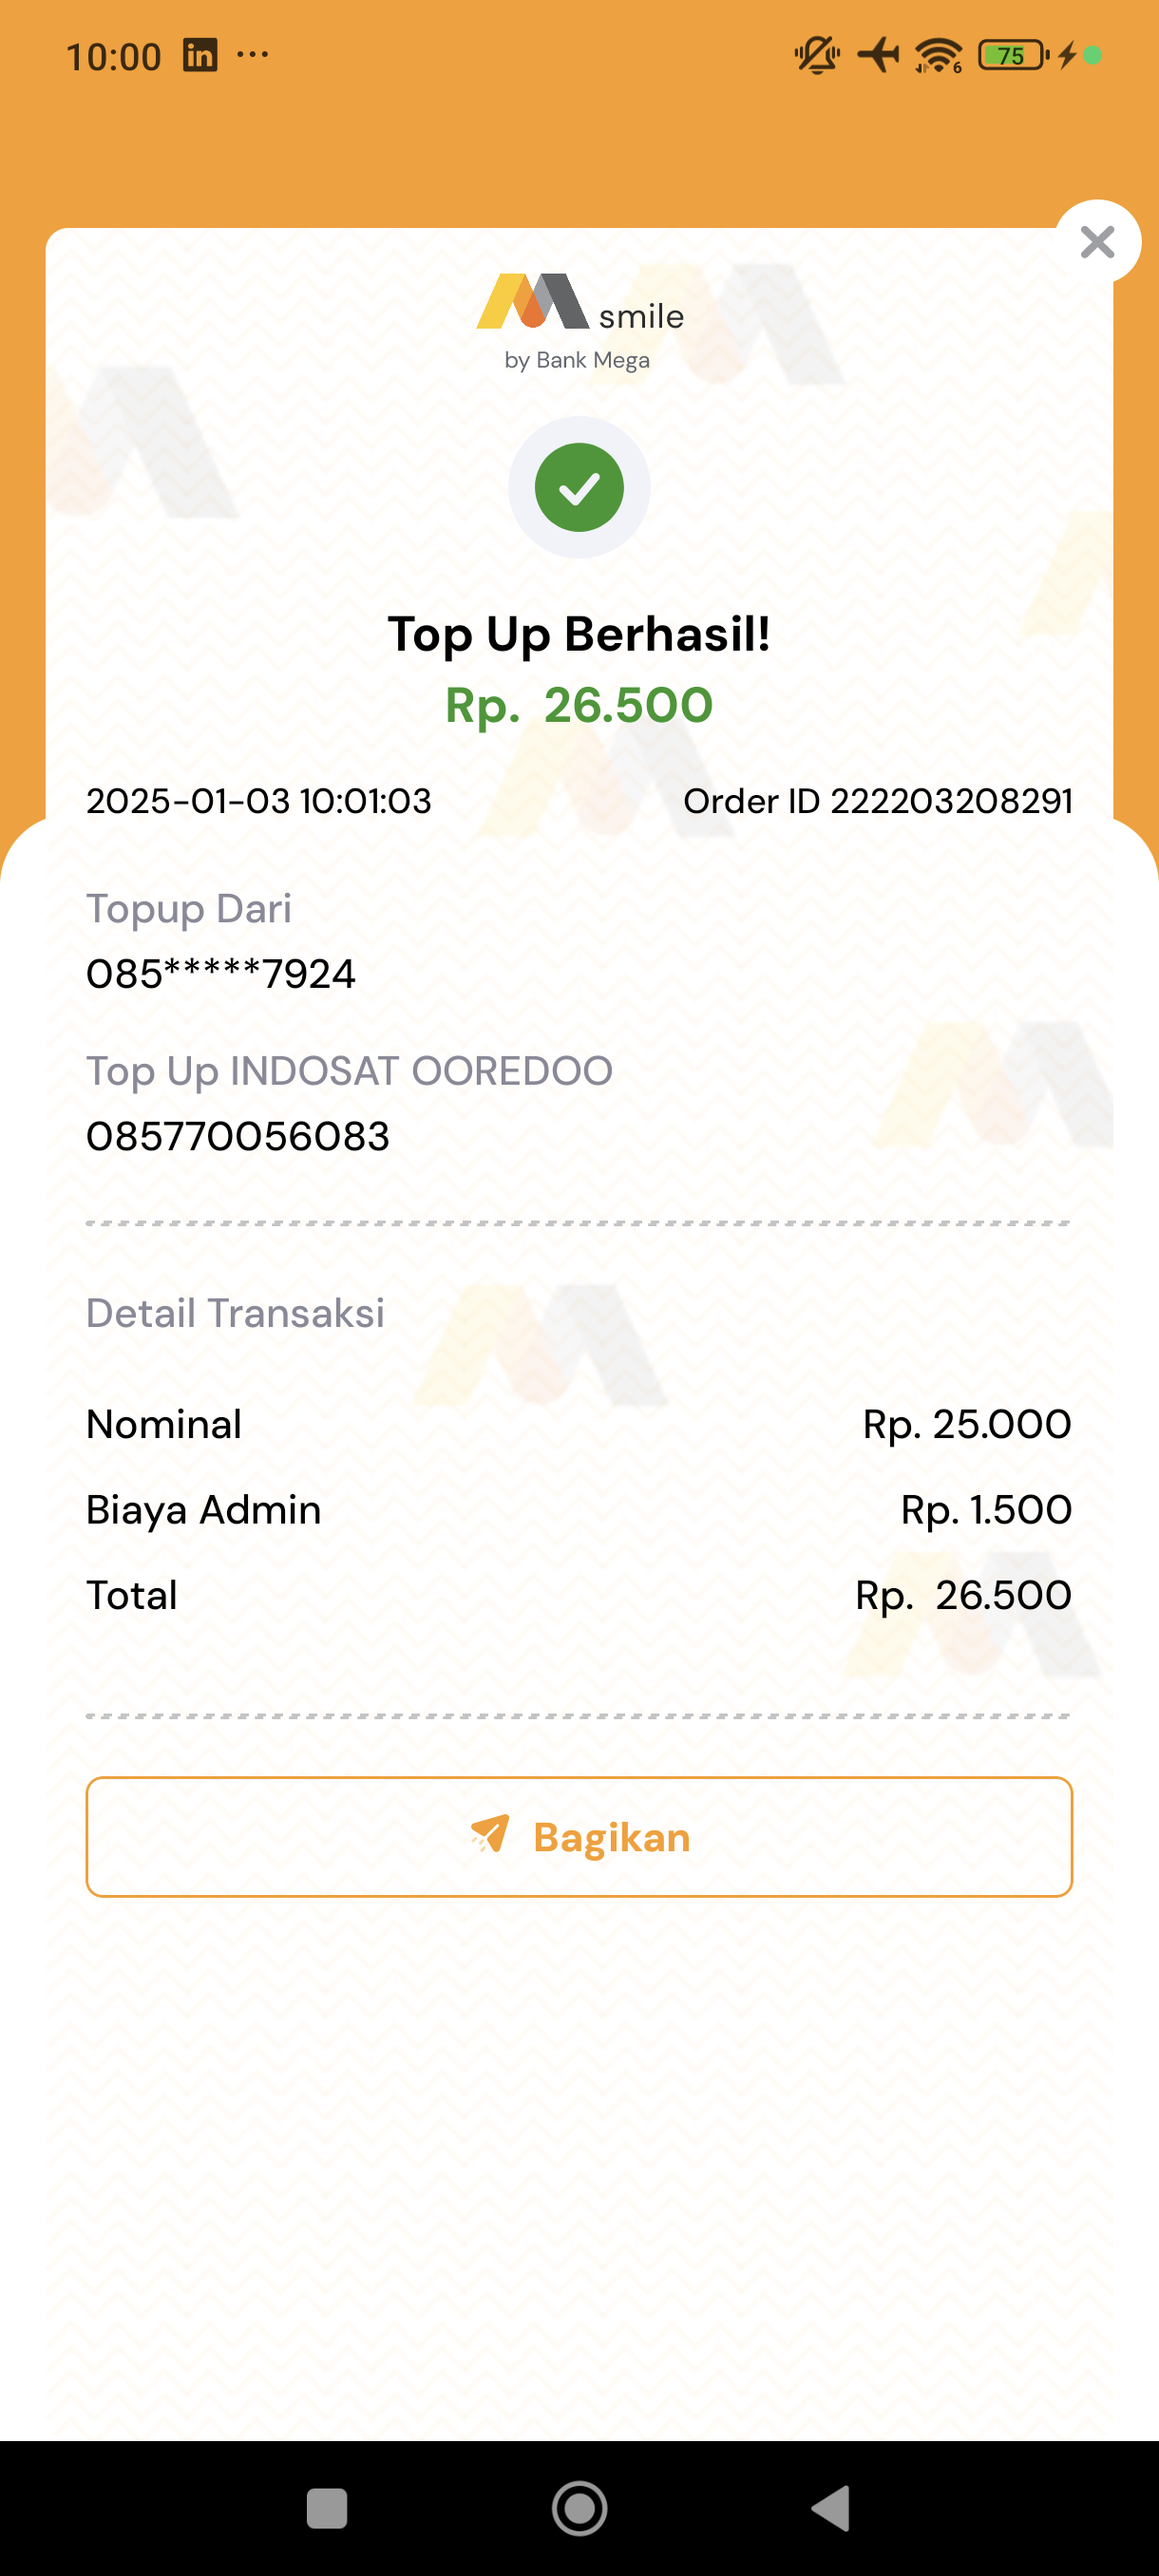 10:00 in ...
6 75
smile
by Bank Mega
Top Up Berhasil!
Rp. 26.500
2025-01-03 10:01:03 Order ID 222203208291
Topup Dari
085*****7924
Top Up INDOSAT OOREDOO
085770056083
Detail Transaksi
Nominal Rp. 25.000
Biaya Admin Rp. 1.500
Total Rp. 26.500
Bagikan